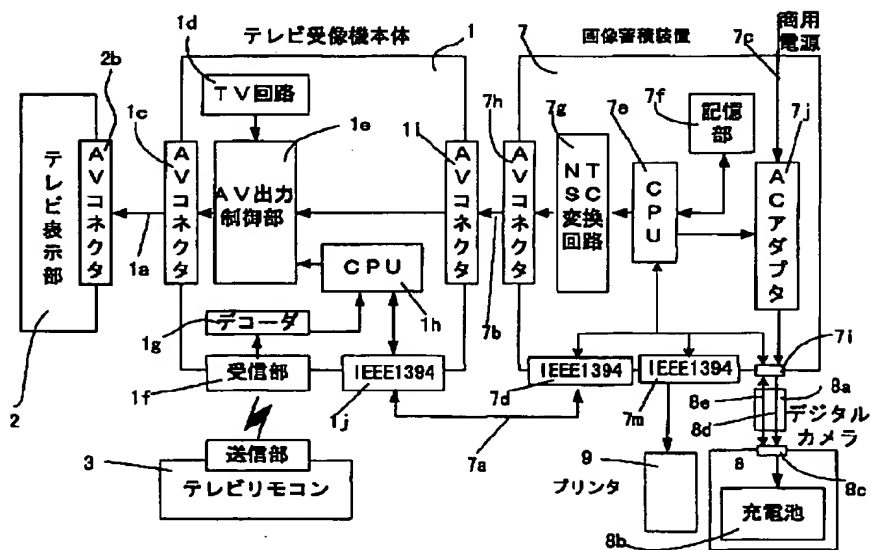 テレビ受像機本体
1
画像蓄積装置
7
商用
電源
7c
1d
TV回路
2b
1c
1e
1i
7h
7g
7e
7f
記憶
部
7j
テレビ表示部
AVコネクタ
AVコネクタ
AV出力
制御部
AVコネクタ
AVコネクタ
NTSC変換回路
CPU
ACアダプタ
1a
CPU
1h
7b
デコーダ
1g
受信部
1f
IEEE1394
1j
IEEE1394
7d
IEEE1394
7m
7i
8e
8a
8d
デジタル
カメラ
2
7a
送信部
3
テレビリモコン
9
プリンタ
8
8c
充電池
8b